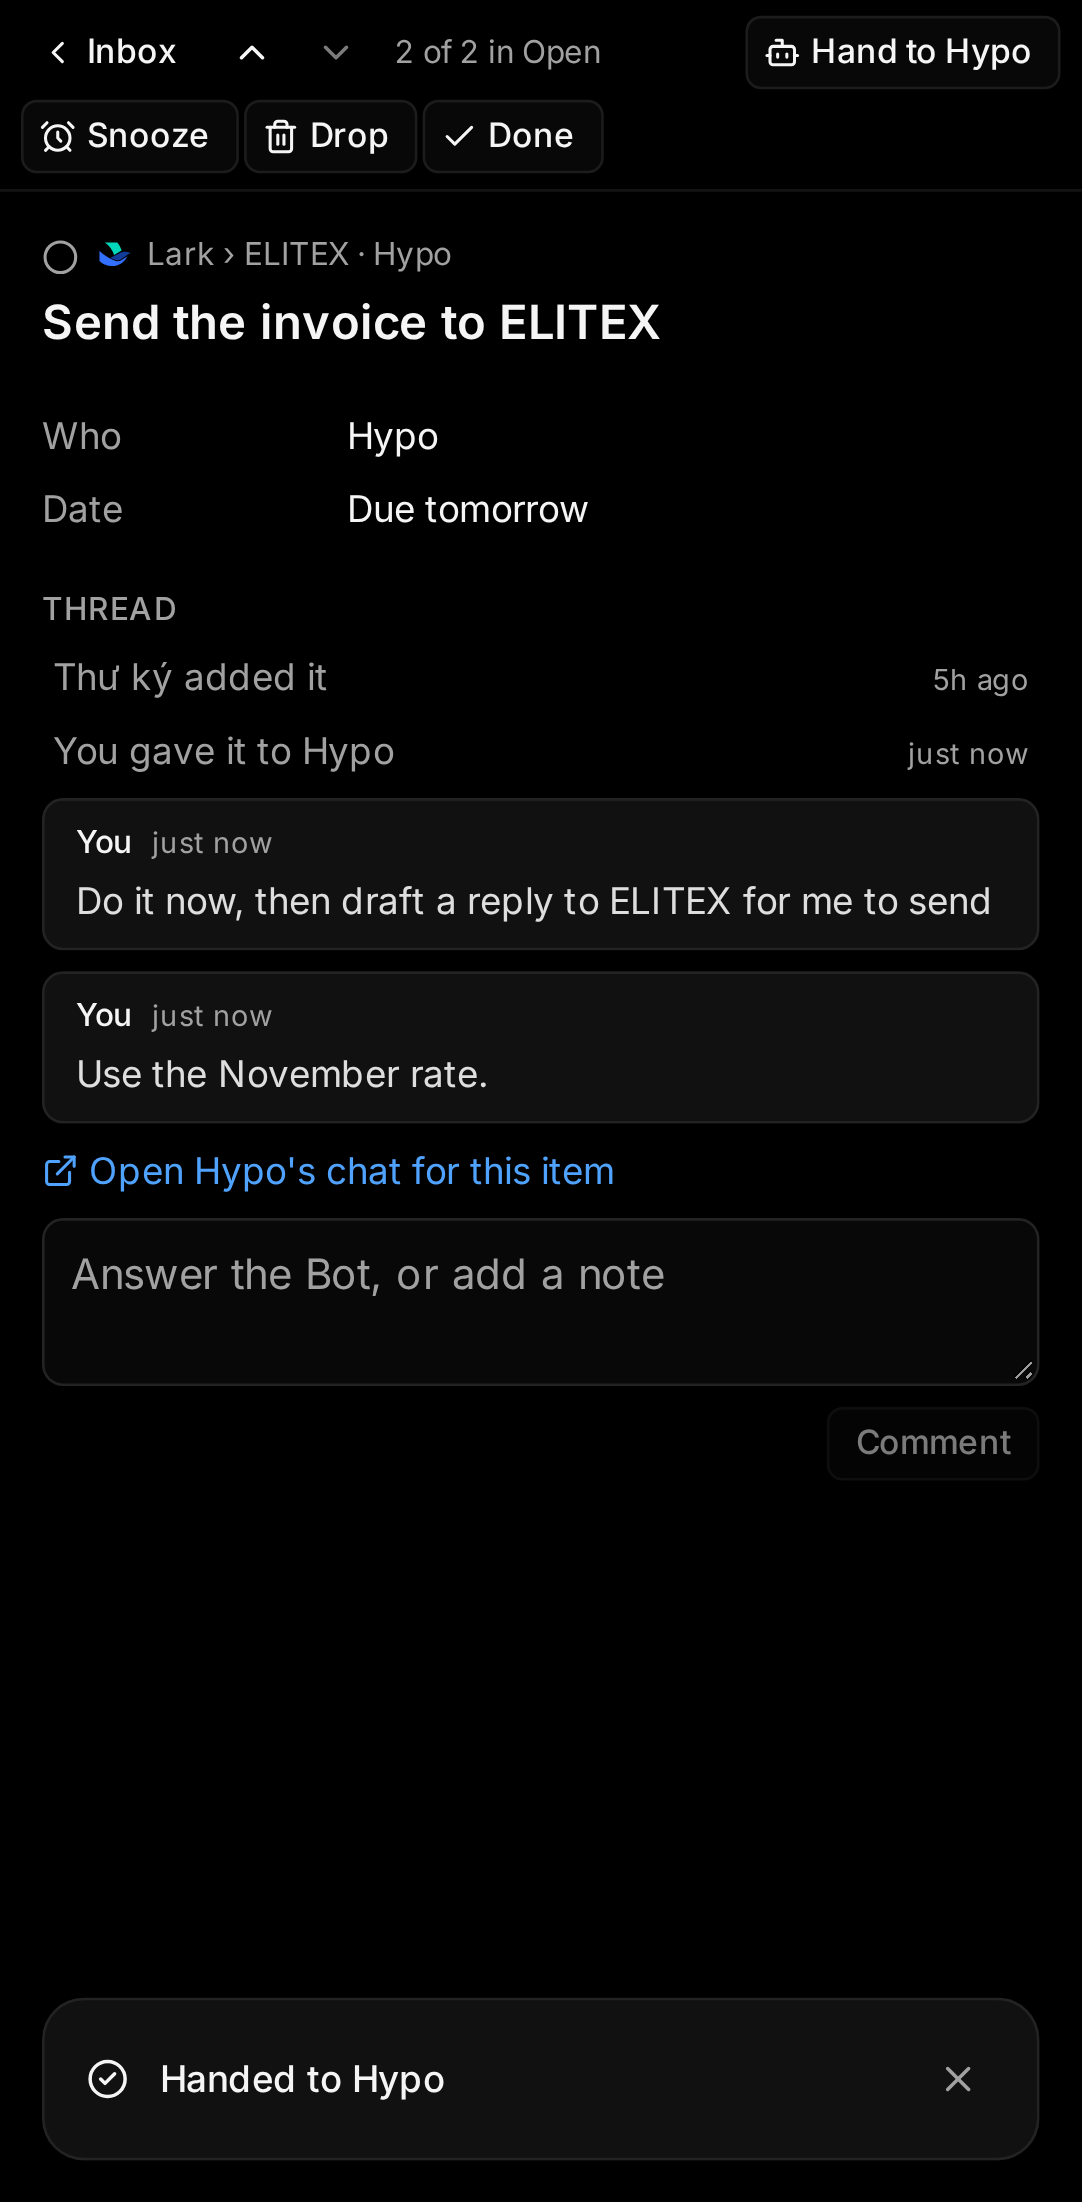 Inbox
2 of 2 in Open
Hand to Hypo
Snooze
Drop
Done
Lark › ELITEX · Hypo
Send the invoice to ELITEX
Who Hypo
Date Due tomorrow
THREAD
Thư ký added it 5h ago
You gave it to Hypo just now
You just now
Do it now, then draft a reply to ELITEX for me to send
You just now
Use the November rate.
Open Hypo's chat for this item
Answer the Bot, or add a note
Comment
Handed to Hypo